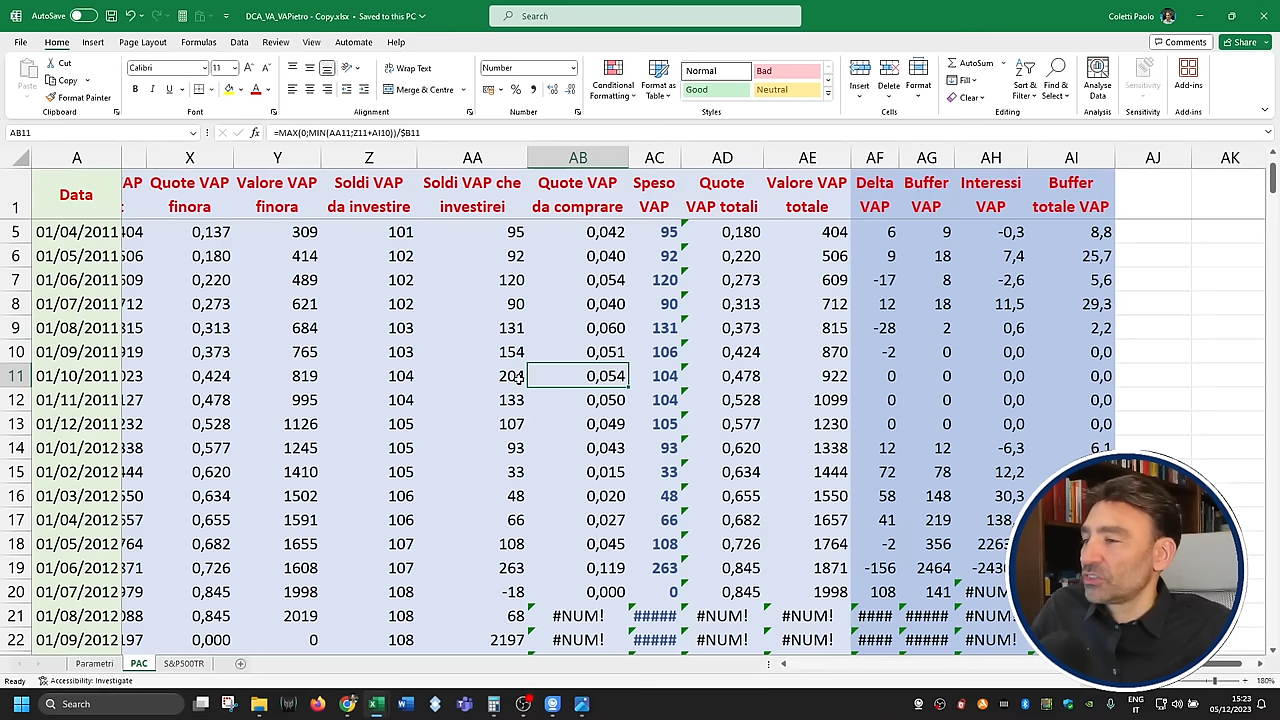 AutoSave Off DCA_VA_VAPietro - Copy.xlsx • Saved to this PC Search Coletti Paolo
File Home Insert Page Layout Formulas Data Review View Automate Help Comments Share
Paste Cut Copy Format Painter Clipboard
Calibri 11 B I U Font
Wrap Text Merge & Centre Alignment
Number % Number
Conditional Formatting Format as Table Normal Bad Good Neutral Styles
Insert Delete Format Cells
AutoSum Fill Clear Sort & Filter Find & Select Editing
Analyse Data Analysis Sensitivity Sensitivity Add-ins Add-ins
AB11 fx =MAX(0;MIN(AA11;Z11+AI10))/$B11
A X Y Z AA AB AC AD AE AF AG AH AI AJ AK
1 Data AP Quote VAP finora Valore VAP finora Soldi VAP da investire Soldi VAP che investirei Quote VAP da comprare Speso VAP Quote VAP totali Valore VAP totale Delta VAP Buffer VAP Interessi VAP Buffer totale VAP
5 01/04/2011 404 0,137 309 101 95 0,042 95 0,180 404 6 9 -0,3 8,8
6 01/05/2011 506 0,180 414 102 92 0,040 92 0,220 506 9 18 7,4 25,7
7 01/06/2011 509 0,220 489 102 120 0,054 120 0,273 609 -17 8 -2,6 5,6
8 01/07/2011 712 0,273 621 102 90 0,040 90 0,313 712 12 18 11,5 29,3
9 01/08/2011 815 0,313 684 103 131 0,060 131 0,373 815 -28 2 0,6 2,2
10 01/09/2011 919 0,373 765 103 154 0,051 106 0,424 870 -2 0 0,0 0,0
11 01/10/2011 023 0,424 819 104 204 0,054 104 0,478 922 0 0 0,0 0,0
12 01/11/2011 127 0,478 995 104 133 0,050 104 0,528 1099 0 0 0,0 0,0
13 01/12/2011 232 0,528 1126 104 107 0,049 105 0,577 1230 0 0 0,0 0,0
14 01/01/2012 338 0,577 1245 105 93 0,043 93 0,620 1338 12 12 -6,3 6,1
15 01/02/2012 444 0,620 1410 105 33 0,015 33 0,634 1444 72 78 12,2
16 01/03/2012 550 0,634 1502 106 48 0,020 48 0,655 1550 58 148 30,3
17 01/04/2012 657 0,655 1591 106 66 0,027 66 0,682 1657 41 219 138,
18 01/05/2012 764 0,682 1655 107 108 0,045 108 0,726 1764 -2 356 2263
19 01/06/2012 871 0,726 1608 107 263 0,119 263 0,845 1871 -156 2464 -2430
20 01/07/2012 979 0,845 1998 108 -18 0,000 0 0,845 1998 108 141 #NUM!
21 01/08/2012 088 0,845 2019 108 68 #NUM! ##### #NUM! #NUM! #### ##### #NUM!
22 01/09/2012 197 0,000 0 108 2197 #NUM! ##### #NUM! #NUM! #### ##### #NUM!
Parametri PAC S&P500TR
Ready Accessibility: Investigate 180%
Search ENG IT 15:23 05/12/2023